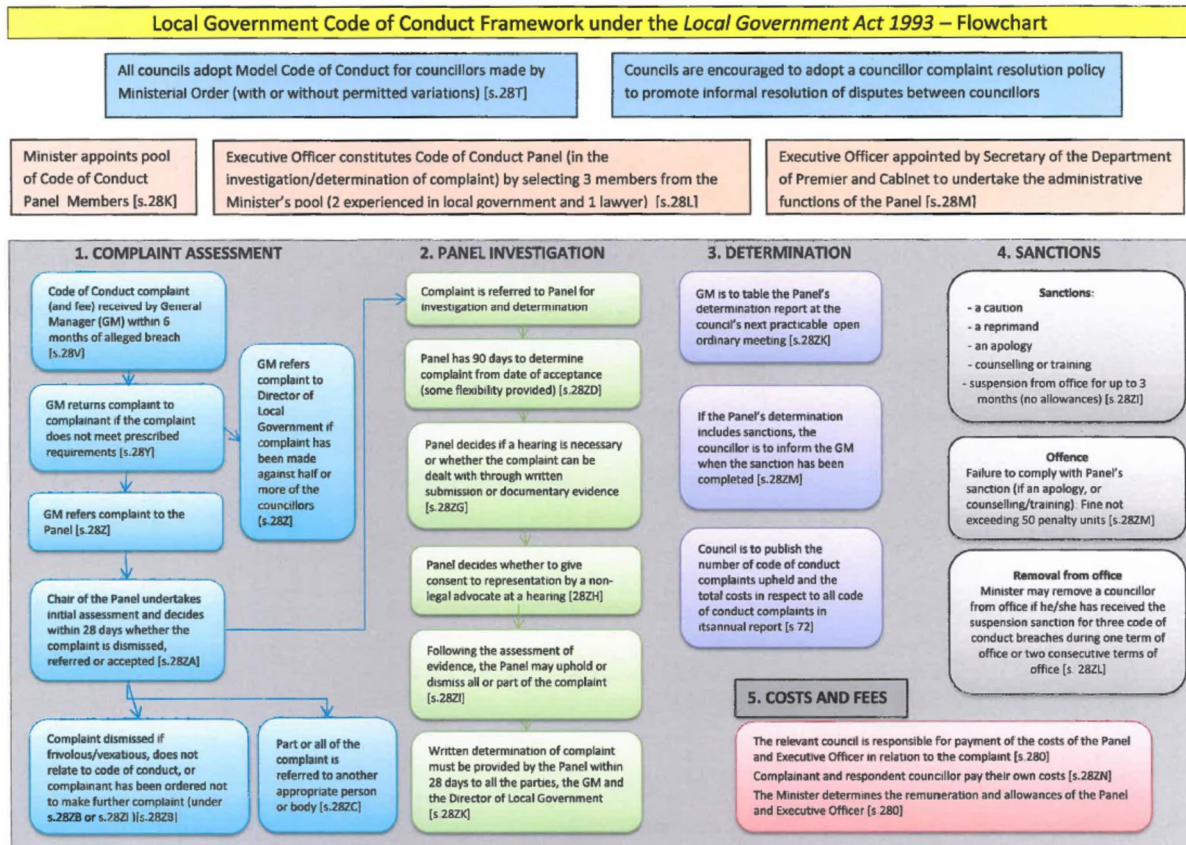 Local Government Code of Conduct Framework under the Local Government Act 1993 – Flowchart
All councils adopt Model Code of Conduct for councillors made by
Ministerial Order (with or without permitted variations) [s.28T]
Councils are encouraged to adopt a councillor complaint resolution policy
to promote informal resolution of disputes between councillors
Minister appoints pool
of Code of Conduct
Panel Members [s.28K]
Executive Officer constitutes Code of Conduct Panel (in the
investigation/determination of complaint) by selecting 3 members from the
Minister's pool (2 experienced in local government and 1 lawyer) [s.28L]
Executive Officer appointed by Secretary of the Department
of Premier and Cabinet to undertake the administrative
functions of the Panel [s.28M]
1. COMPLAINT ASSESSMENT
Code of Conduct complaint
(and fee) received by General
Manager (GM) within 6
months of alleged breach
[s.28V]
GM returns complaint to
complainant if the complaint
does not meet prescribed
requirements [s.28Y]
GM refers complaint to the
Panel [s.28Z]
GM refers
complaint to
Director of
Local
Government if
complaint has
been made
against half or
more of the
councillors
[s.28Z]
Chair of the Panel undertakes
initial assessment and decides
within 28 days whether the
complaint is dismissed,
referred or accepted [s.28ZA]
Complaint dismissed if
frivolous/vexatious, does not
relate to code of conduct, or
complainant has been ordered not
to make further complaint (under
s.28ZB or s.28ZI )[s.28ZB]
Part or all of the
complaint is
referred to another
appropriate person
or body [s.28ZC]
2. PANEL INVESTIGATION
Complaint is referred to Panel for
investigation and determination
Panel has 90 days to determine
complaint from date of acceptance
(some flexibility provided) [s.28ZD]
Panel decides if a hearing is necessary
or whether the complaint can be
dealt with through written
submission or documentary evidence
[s.28ZG]
Panel decides whether to give
consent to representation by a non-
legal advocate at a hearing [28ZH]
Following the assessment of
evidence, the Panel may uphold or
dismiss all or part of the complaint
[s.28ZI]
Written determination of complaint
must be provided by the Panel within
28 days to all the parties, the GM and
the Director of Local Government
[s.28ZK]
3. DETERMINATION
GM is to table the Panel's
determination report at the
council's next practicable open
ordinary meeting [s.28ZK]
If the Panel's determination
includes sanctions, the
councillor is to inform the GM
when the sanction has been
completed [s.28ZM]
Council is to publish the
number of code of conduct
complaints upheld and the
total costs in respect to all code
of conduct complaints in
itsannual report [s 72]
4. SANCTIONS
Sanctions:
- a caution
- a reprimand
- an apology
- counselling or training
- suspension from office for up to 3
months (no allowances) [s.28ZI]
Offence
Failure to comply with Panel's
sanction (if an apology, or
counselling/training). Fine not
exceeding 50 penalty units [s.28ZM]
Removal from office
Minister may remove a councillor
from office if he/she has received the
suspension sanction for three code of
conduct breaches during one term of
office or two consecutive terms of
office [s. 28ZL]
5. COSTS AND FEES
The relevant council is responsible for payment of the costs of the Panel
and Executive Officer in relation to the complaint [s.280]
Complainant and respondent councillor pay their own costs [s.28ZN]
The Minister determines the remuneration and allowances of the Panel
and Executive Officer [s.280]